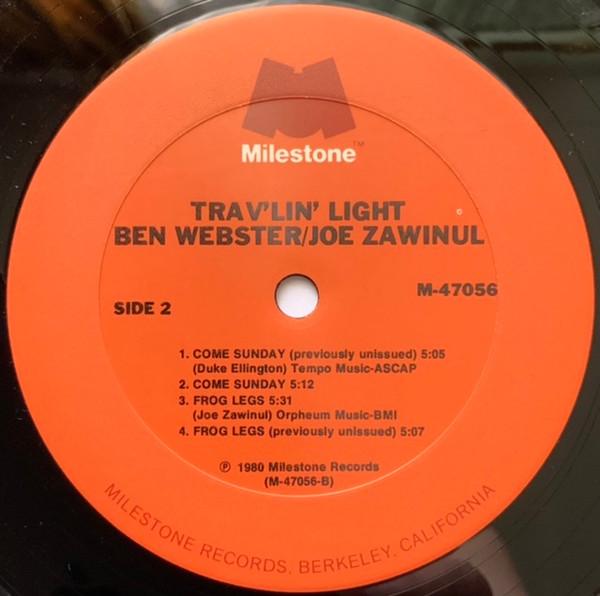 Milestone™
TRAV'LIN' LIGHT
BEN WEBSTER/JOE ZAWINUL
M-47056
SIDE 2
1. COME SUNDAY (previously unissued) 5:05
(Duke Ellington) Tempo Music-ASCAP
2. COME SUNDAY 5:12
3. FROG LEGS 5:31
(Joe Zawinul) Orpheum Music-BMI
4. FROG LEGS (previously unissued) 5:07
℗ 1980 Milestone Records
(M-47056-B)
MILESTONE RECORDS, BERKELEY, CALIFORNIA